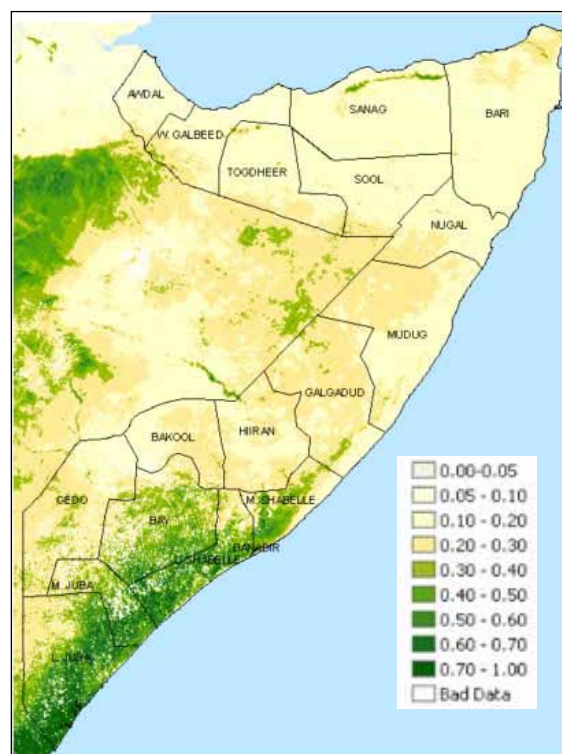 AWDAL
W. GALBEED
TOGDHEER
SANAG
BARI
SOOL
NUGAL
MUDUG
GALGADUD
HIIRAN
BAKOOL
GEDO
BAY
M. SHABELLE
BANADIR
L. SHABELLE
M. JUBA
L. JUBA
0.00-0.05
0.05 - 0.10
0.10 - 0.20
0.20 - 0.30
0.30 - 0.40
0.40 - 0.50
0.50 - 0.60
0.60 - 0.70
0.70 - 1.00
Bad Data